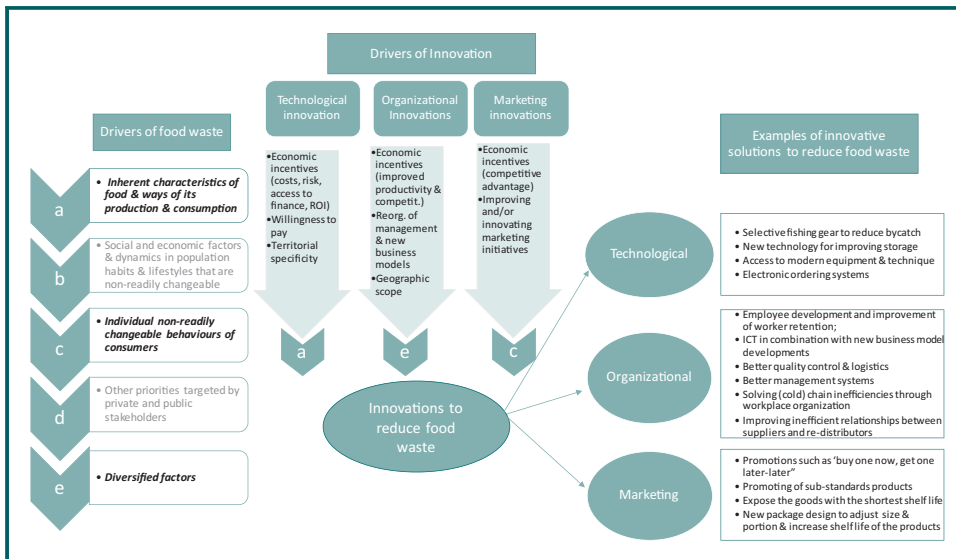 Drivers of Innovation
Technological
innovation
Organizational
Innovations
Marketing
innovations
Drivers of food waste
a
• Inherent characteristics of
food & ways of its
production & consumption
b
• Social and economic factors
& dynamics in population
habits & lifestyles that are
non-readily changeable
c
• Individual non-readily
changeable behaviours of
consumers
d
• Other priorities targeted by
private and public
stakeholders
e
• Diversified factors
•Economic
incentives
(costs, risk,
access to
finance, ROI)
•Willingness to
pay
•Territorial
specificity
a
•Economic
incentives
(improved
productivity &
competit.)
•Reorg. of
management
& new
business
models
•Geographic
scope
e
•Economic
incentives
(competitive
advantage)
•Improving
and/or
innovating
marketing
initiatives
c
Innovations to
reduce food
waste
Examples of innovative
solutions to reduce food waste
Technological
• Selective fishing gear to reduce bycatch
• New technology for improving storage
• Access to modern equipment & technique
• Electronic ordering systems
Organizational
• Employee development and improvement
of worker retention;
• ICT in combination with new business model
developments
• Better quality control & logistics
• Better management systems
• Solving (cold) chain inefficiencies through
workplace organization
• Improving inefficient relationships between
suppliers and re-distributors
Marketing
• Promotions such as ‘buy one now, get one
later-later”
• Promoting of sub-standards products
• Expose the goods with the shortest shelf life
• New package design to adjust size &
portion & increase shelf life of the products